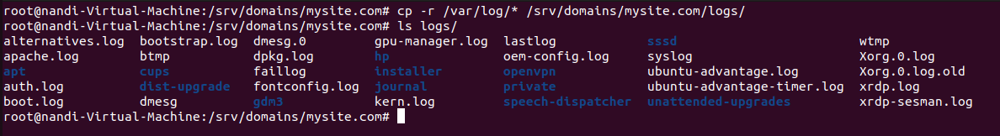 root@nandi-Virtual-Machine:/srv/domains/mysite.com# cp -r /var/log/* /srv/domains/mysite.com/logs/
root@nandi-Virtual-Machine:/srv/domains/mysite.com# ls logs/
alternatives.log bootstrap.log dmesg.0 gpu-manager.log lastlog sssd wtmp
apache.log btmp dpkg.log hp oem-config.log syslog Xorg.0.log
apt cups faillog installer openvpn ubuntu-advantage.log Xorg.0.log.old
auth.log dist-upgrade fontconfig.log journal private ubuntu-advantage-timer.log xrdp.log
boot.log dmesg gdm3 kern.log speech-dispatcher unattended-upgrades xrdp-sesman.log
root@nandi-Virtual-Machine:/srv/domains/mysite.com#